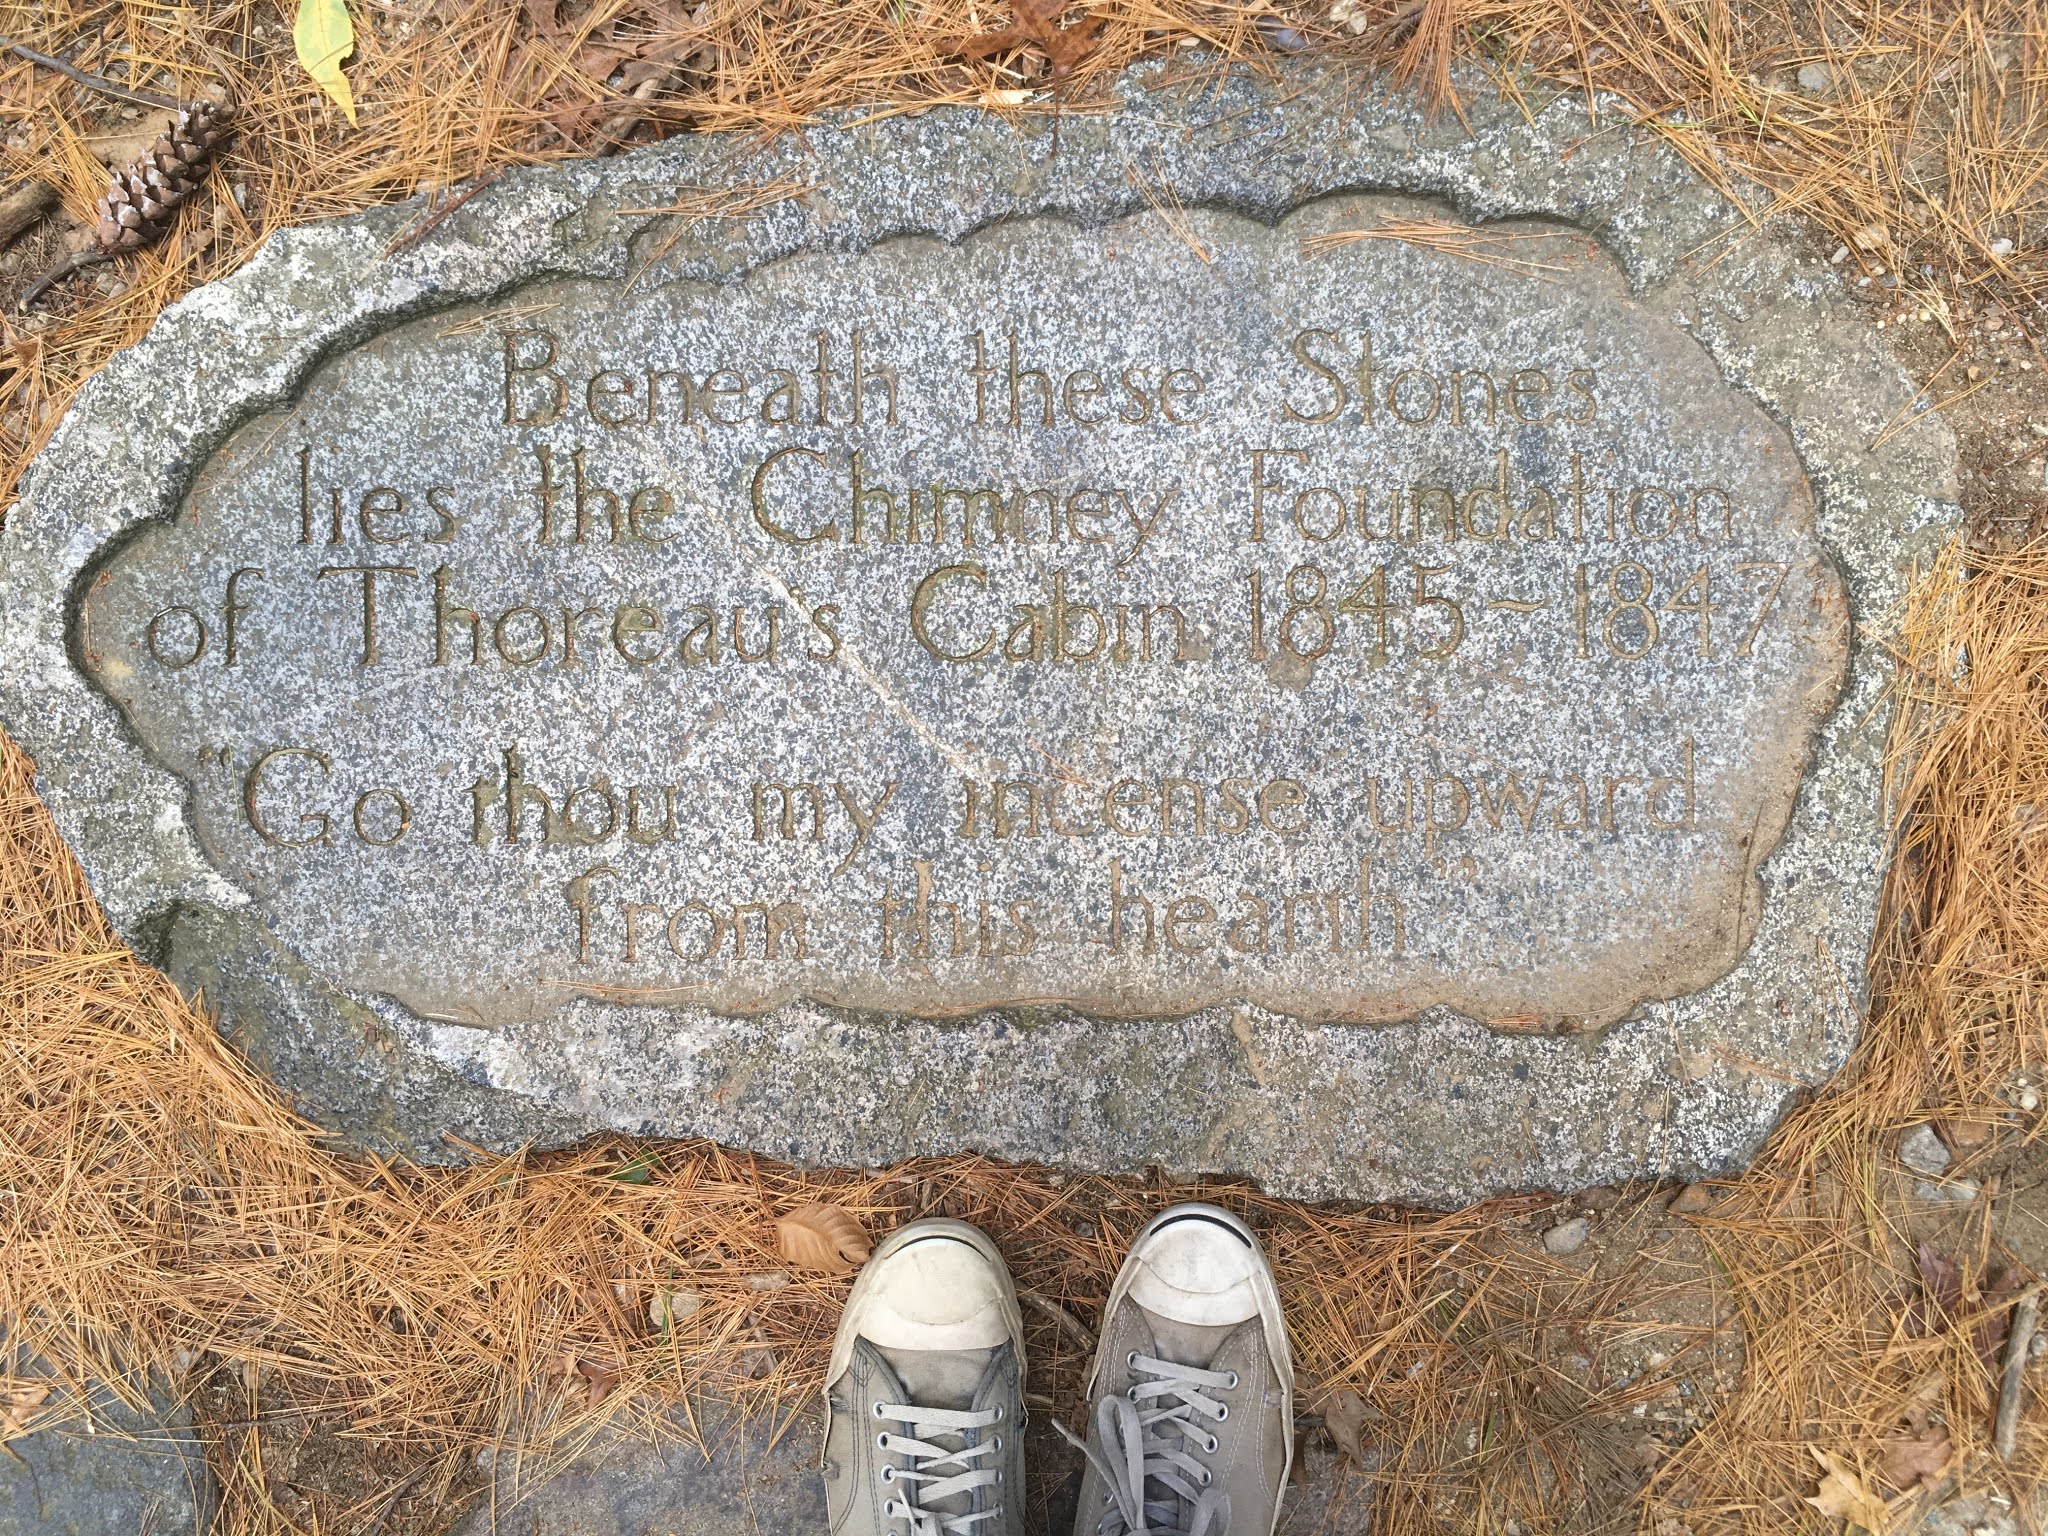 Beneath these Stones
lies the Chimney Foundation
of Thoreau's Cabin 1845~1847
"Go thou my incense upward
from this hearth"